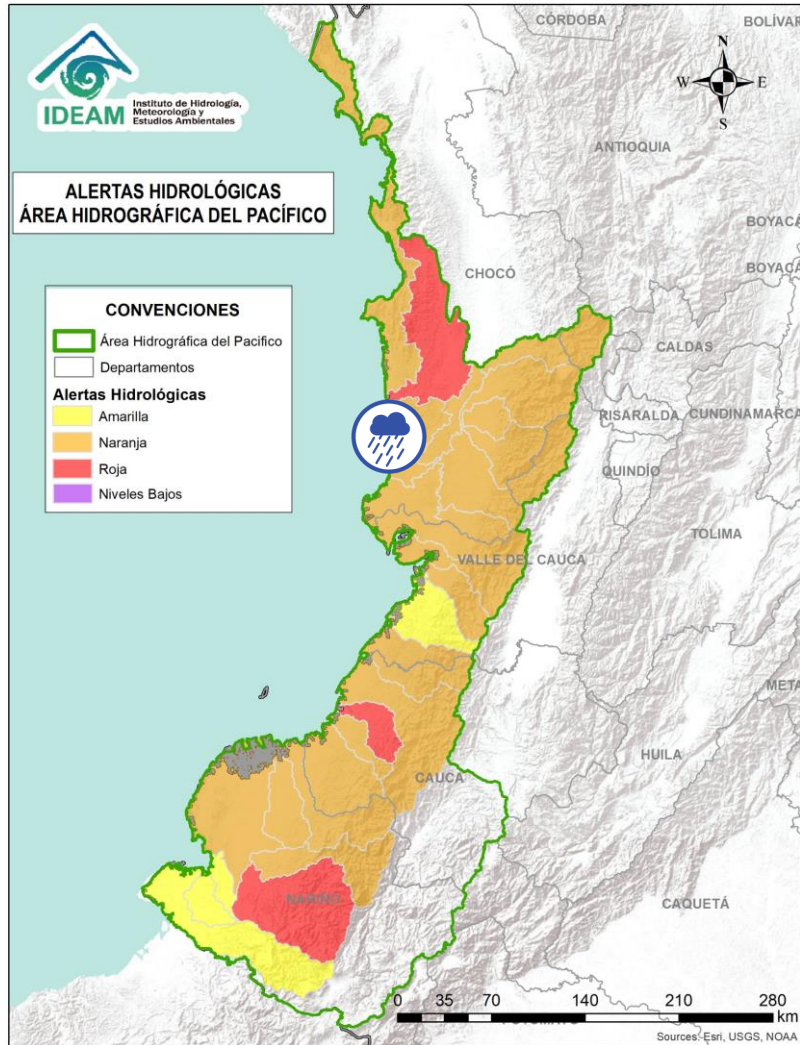 IDEAM
Instituto de Hidrología,
Meteorología y
Estudios Ambientales
ALERTAS HIDROLÓGICAS
ÁREA HIDROGRÁFICA DEL PACÍFICO
CONVENCIONES
Área Hidrográfica del Pacifico
Departamentos
Alertas Hidrológicas
Amarilla
Naranja
Roja
Niveles Bajos
N
W E
S
CÓRDOBA
BOLÍVAR
ANTIOQUIA
BOYACÁ
BOYACÁ
CHOCÓ
CALDAS
RISARALDA
CUNDINAMARCA
QUINDÍO
TOLIMA
VALLE DEL CAUCA
META
HUILA
CAUCA
NARIÑO
CAQUETÁ
0 35 70 140 210 280
km
Sources: Esri, USGS, NOAA